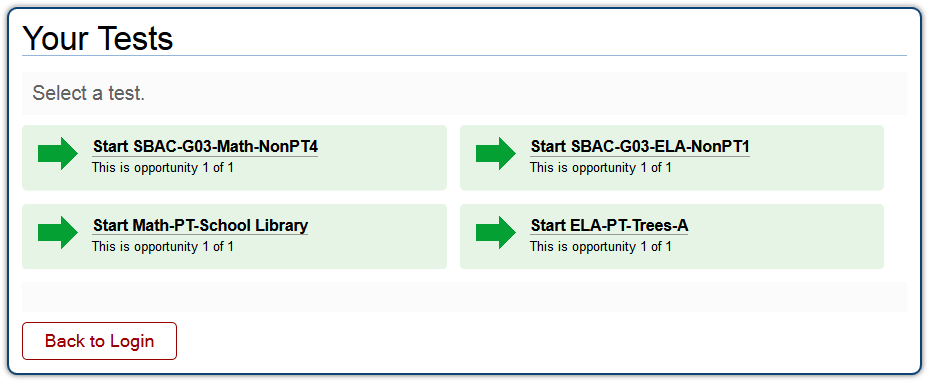 Your Tests
Select a test.
Start SBAC-G03-Math-NonPT4
This is opportunity 1 of 1
Start SBAC-G03-ELA-NonPT1
This is opportunity 1 of 1
Start Math-PT-School Library
This is opportunity 1 of 1
Start ELA-PT-Trees-A
This is opportunity 1 of 1
Back to Login